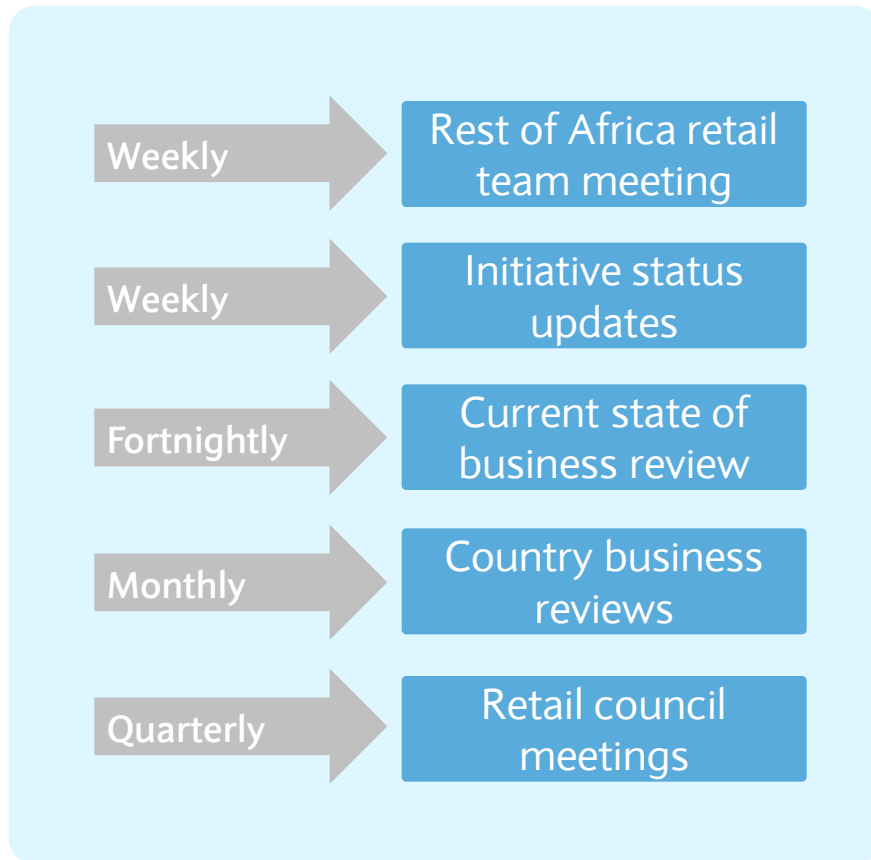 Weekly
Rest of Africa retail
team meeting
Weekly
Initiative status
updates
Fortnightly
Current state of
business review
Monthly
Country business
reviews
Quarterly
Retail council
meetings